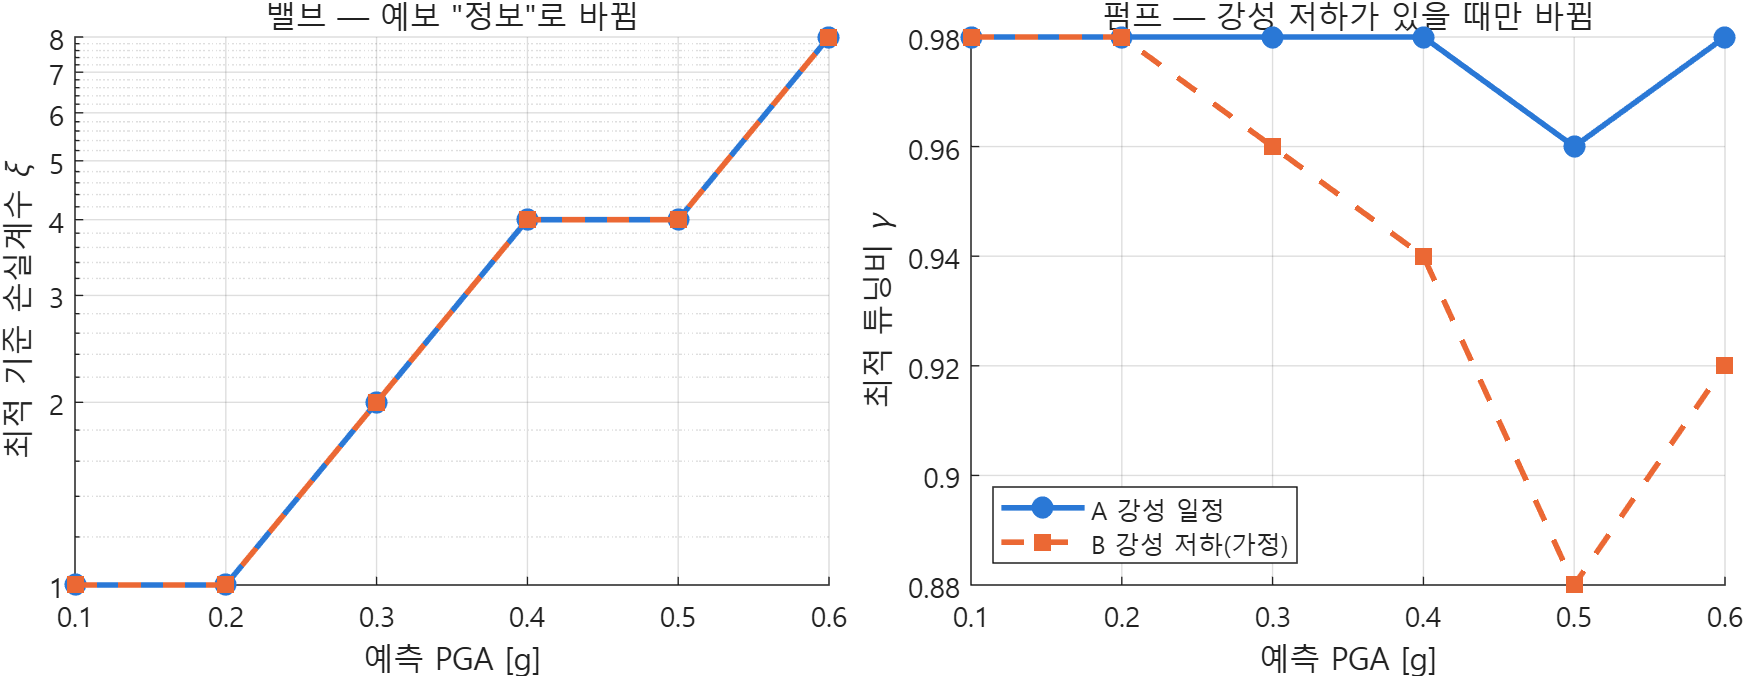 밸브 — 예보 "정보"로 바뀜
최적 기준 손실계수 ξ
8
7
6
5
4
3
2
1
0.1 0.2 0.3 0.4 0.5 0.6
예측 PGA [g]
펌프 — 강성 저하가 있을 때만 바뀜
최적 튜닝비 γ
0.98
0.96
0.94
0.92
0.9
0.88
A 강성 일정
B 강성 저하(가정)
0.1 0.2 0.3 0.4 0.5 0.6
예측 PGA [g]